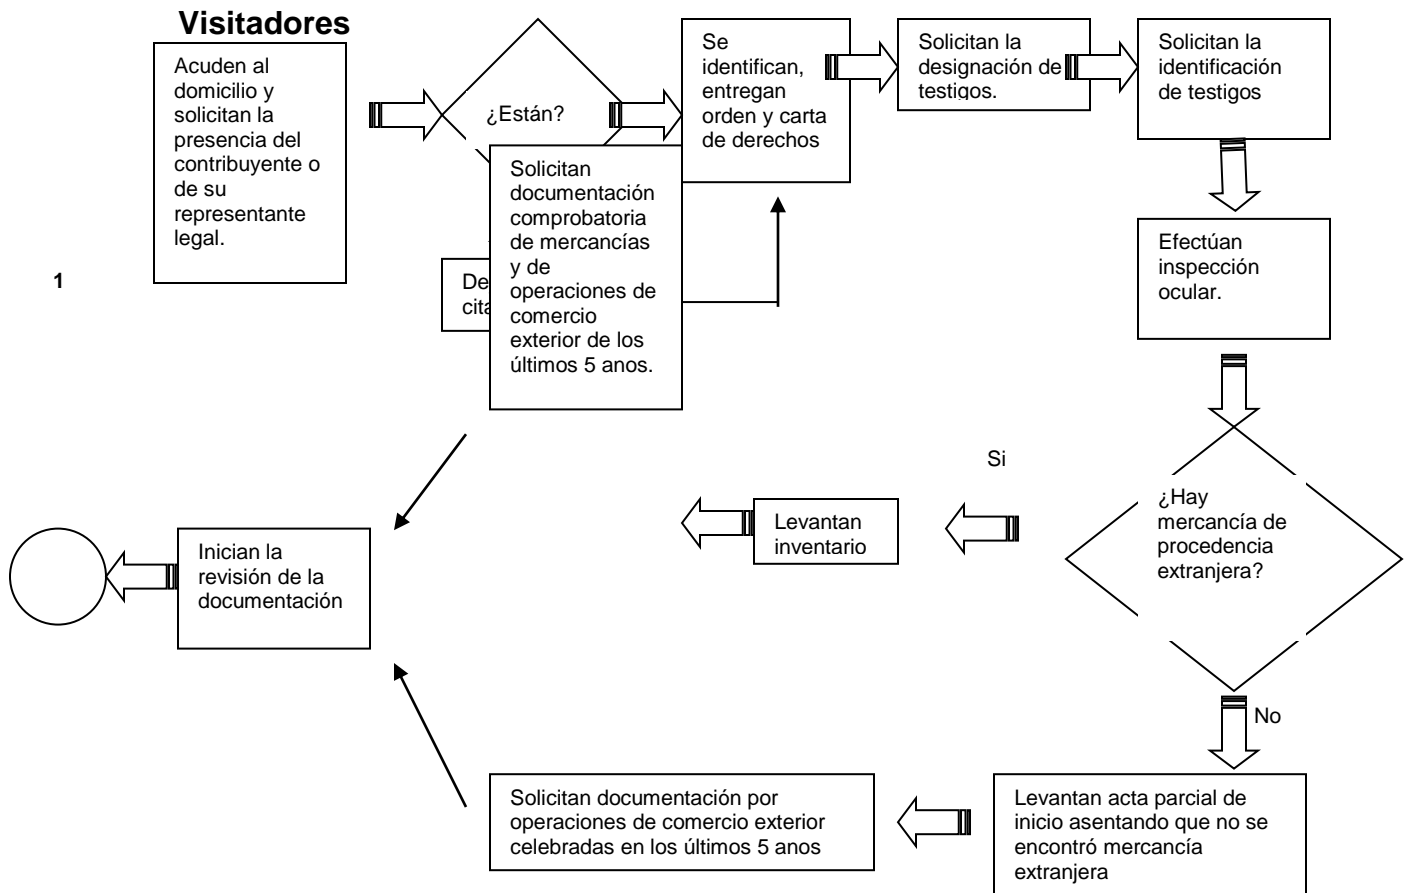 Visitadores
Acuden al
domicilio y
solicitan la
presencia del
contribuyente o
de su
representante
legal.
¿Están?
Se
identifican,
entregan
orden y carta
de derechos
Solicitan la
designación de
testigos.
Solicitan la
identificación
de testigos
Solicitan
documentación
comprobatoria
de mercancías
y de
operaciones de
comercio
exterior de los
últimos 5 anos.
1
Efectúan
inspección
ocular.
Si
¿Hay
mercancía de
procedencia
extranjera?
Levantan
inventario
Inician la
revisión de la
documentación
No
Solicitan documentación por
operaciones de comercio exterior
celebradas en los últimos 5 anos
Levantan acta parcial de
inicio asentando que no se
encontró mercancía
extranjera